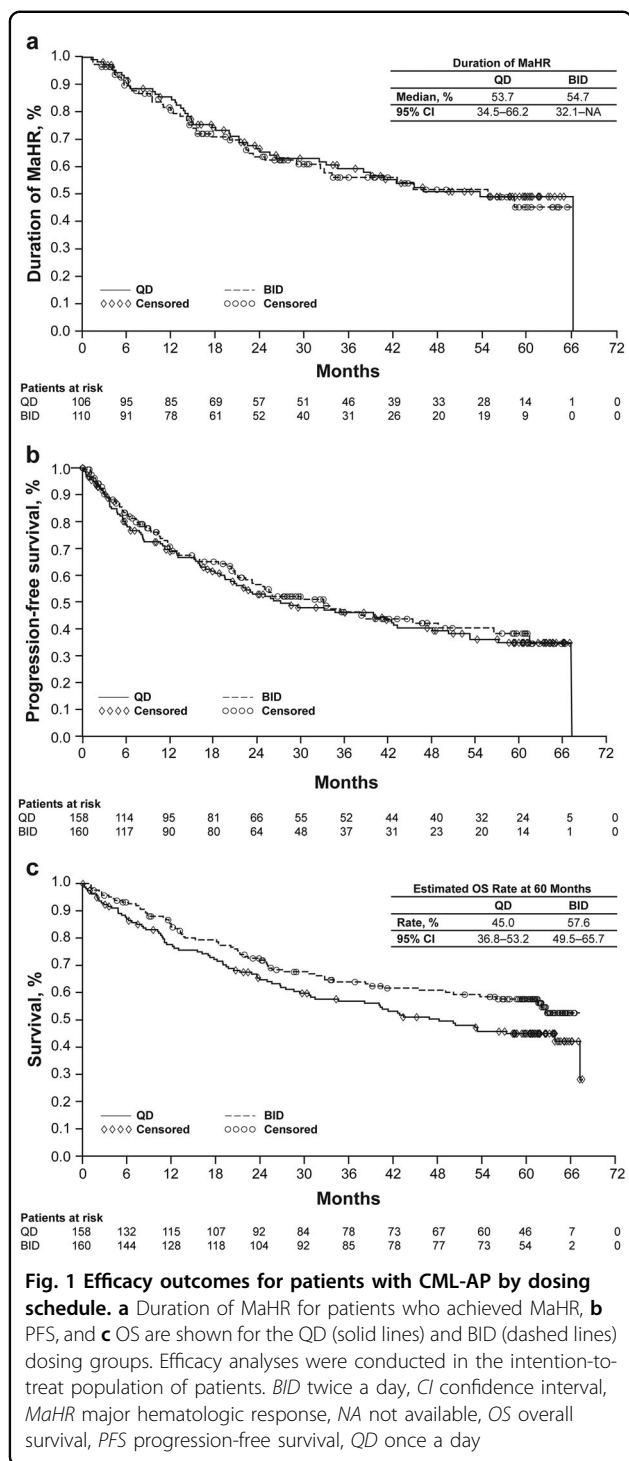 a
Duration of MaHR
QD BID
Median, % 53.7 54.7
95% CI 34.5–66.2 32.1–NA
Duration of MaHR, %
1.0
0.9
0.8
0.7
0.6
0.5
0.4
0.3
0.2
0.1
0.0
QD BID
Censored Censored
0 6 12 18 24 30 36 42 48 54 60 66 72
Months
Patients at risk
QD 106 95 85 69 57 51 46 39 33 28 14 1 0
BID 110 91 78 61 52 40 31 26 20 19 9 0 0
b
Progression-free survival, %
1.0
0.9
0.8
0.7
0.6
0.5
0.4
0.3
0.2
0.1
0.0
QD BID
Censored Censored
0 6 12 18 24 30 36 42 48 54 60 66 72
Months
Patients at risk
QD 158 114 95 81 66 55 52 44 40 32 24 5 0
BID 160 117 90 80 64 48 37 31 23 20 14 1 0
c
Estimated OS Rate at 60 Months
QD BID
Rate, % 45.0 57.6
95% CI 36.8–53.2 49.5–65.7
Survival, %
1.0
0.9
0.8
0.7
0.6
0.5
0.4
0.3
0.2
0.1
0.0
QD BID
Censored Censored
0 6 12 18 24 30 36 42 48 54 60 66 72
Months
Patients at risk
QD 158 132 115 107 92 84 78 73 67 60 46 7 0
BID 160 144 128 118 104 92 85 78 77 73 54 2 0
Fig. 1 Efficacy outcomes for patients with CML-AP by dosing
schedule. a Duration of MaHR for patients who achieved MaHR, b
PFS, and c OS are shown for the QD (solid lines) and BID (dashed lines)
dosing groups. Efficacy analyses were conducted in the intention-to-
treat population of patients. BID twice a day, CI confidence interval,
MaHR major hematologic response, NA not available, OS overall
survival, PFS progression-free survival, QD once a day